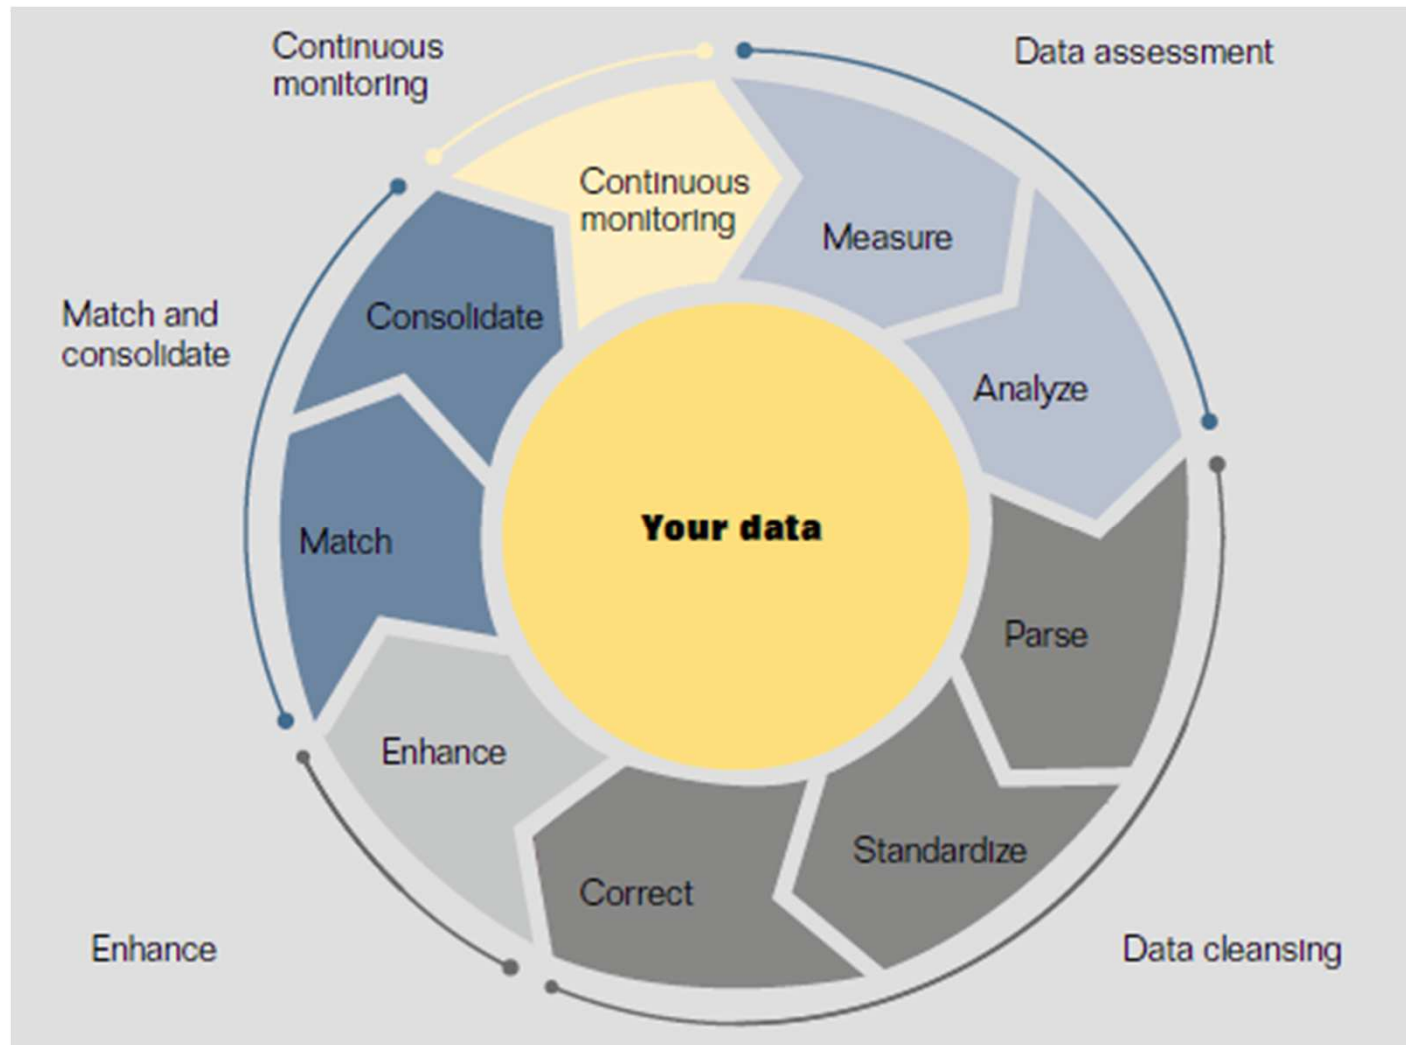 Continuous
monitoring
Data assessment
Continuous
monitoring
Measure
Consolidate
Match and
consolidate
Analyze
Your data
Match
Parse
Enhance
Standardize
Correct
Enhance
Data cleansing